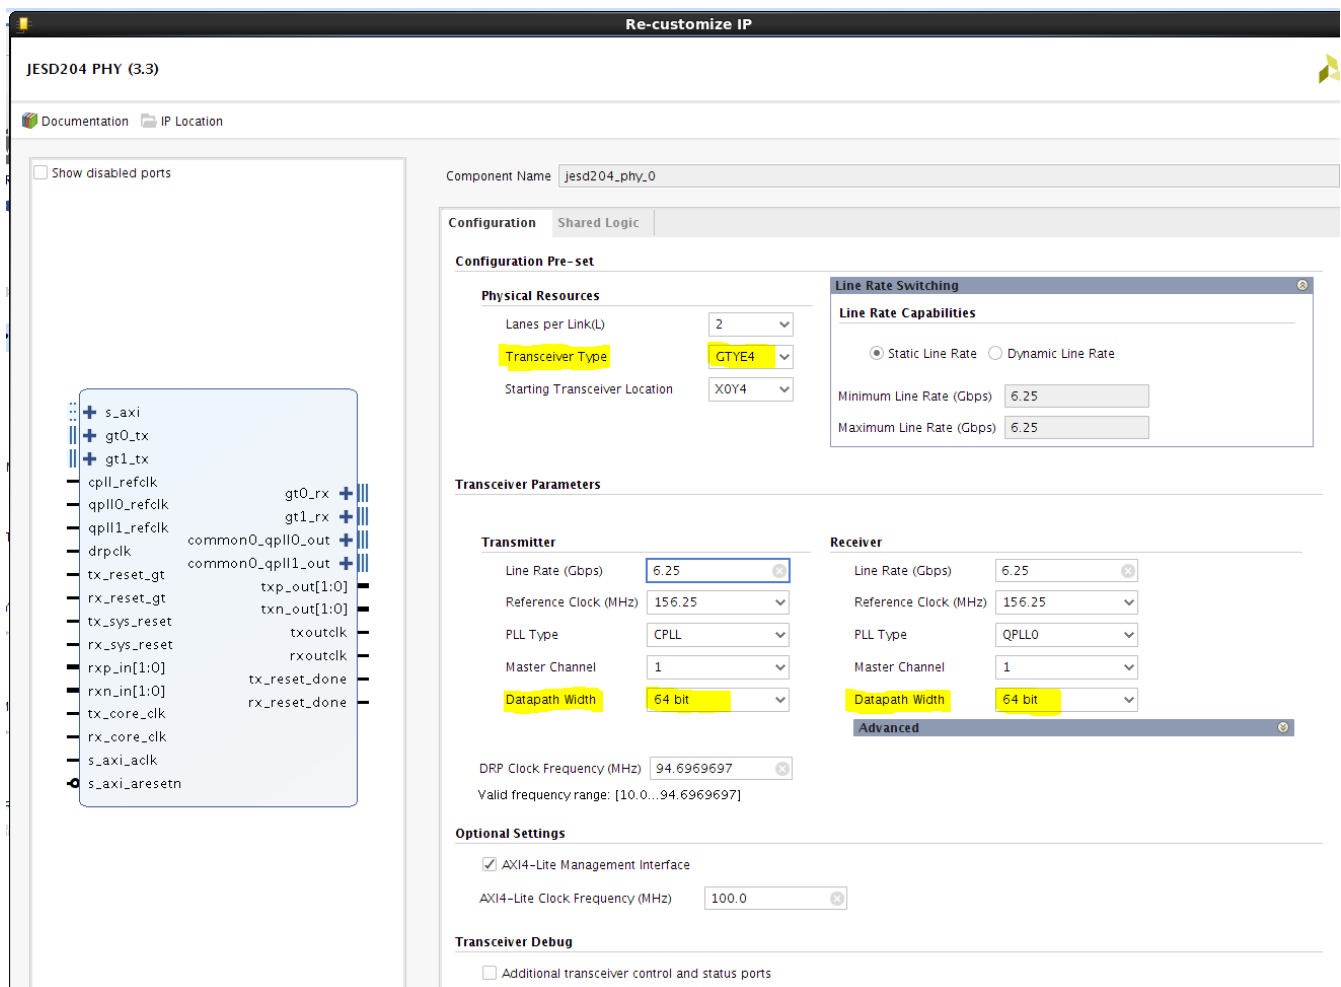 Re-customize IP
JESD204 PHY (3.3)
Documentation IP Location
Show disabled ports
s_axi
gt0_tx
gt1_tx
cpll_refclk
qpll0_refclk
qpll1_refclk
drpclk
tx_reset_gt
rx_reset_gt
tx_sys_reset
rx_sys_reset
rxp_in[1:0]
rxn_in[1:0]
tx_core_clk
rx_core_clk
s_axi_aclk
s_axi_aresetn
gt0_rx
gt1_rx
common0_qpll0_out
common0_qpll1_out
txp_out[1:0]
txn_out[1:0]
txoutclk
rxoutclk
tx_reset_done
rx_reset_done
Component Name jesd204_phy_0
Configuration Shared Logic
Configuration Pre-set
Physical Resources
Lanes per Link(L) 2
Transceiver Type GTYE4
Starting Transceiver Location X0Y4
Line Rate Switching
Line Rate Capabilities
Static Line Rate Dynamic Line Rate
Minimum Line Rate (Gbps) 6.25
Maximum Line Rate (Gbps) 6.25
Transceiver Parameters
Transmitter
Line Rate (Gbps) 6.25
Reference Clock (MHz) 156.25
PLL Type CPLL
Master Channel 1
Datapath Width 64 bit
Receiver
Line Rate (Gbps) 6.25
Reference Clock (MHz) 156.25
PLL Type QPLL0
Master Channel 1
Datapath Width 64 bit
Advanced
DRP Clock Frequency (MHz) 94.6969697
Valid frequency range: [10.0...94.6969697]
Optional Settings
AXI4-Lite Management Interface
AXI4-Lite Clock Frequency (MHz) 100.0
Transceiver Debug
Additional transceiver control and status ports